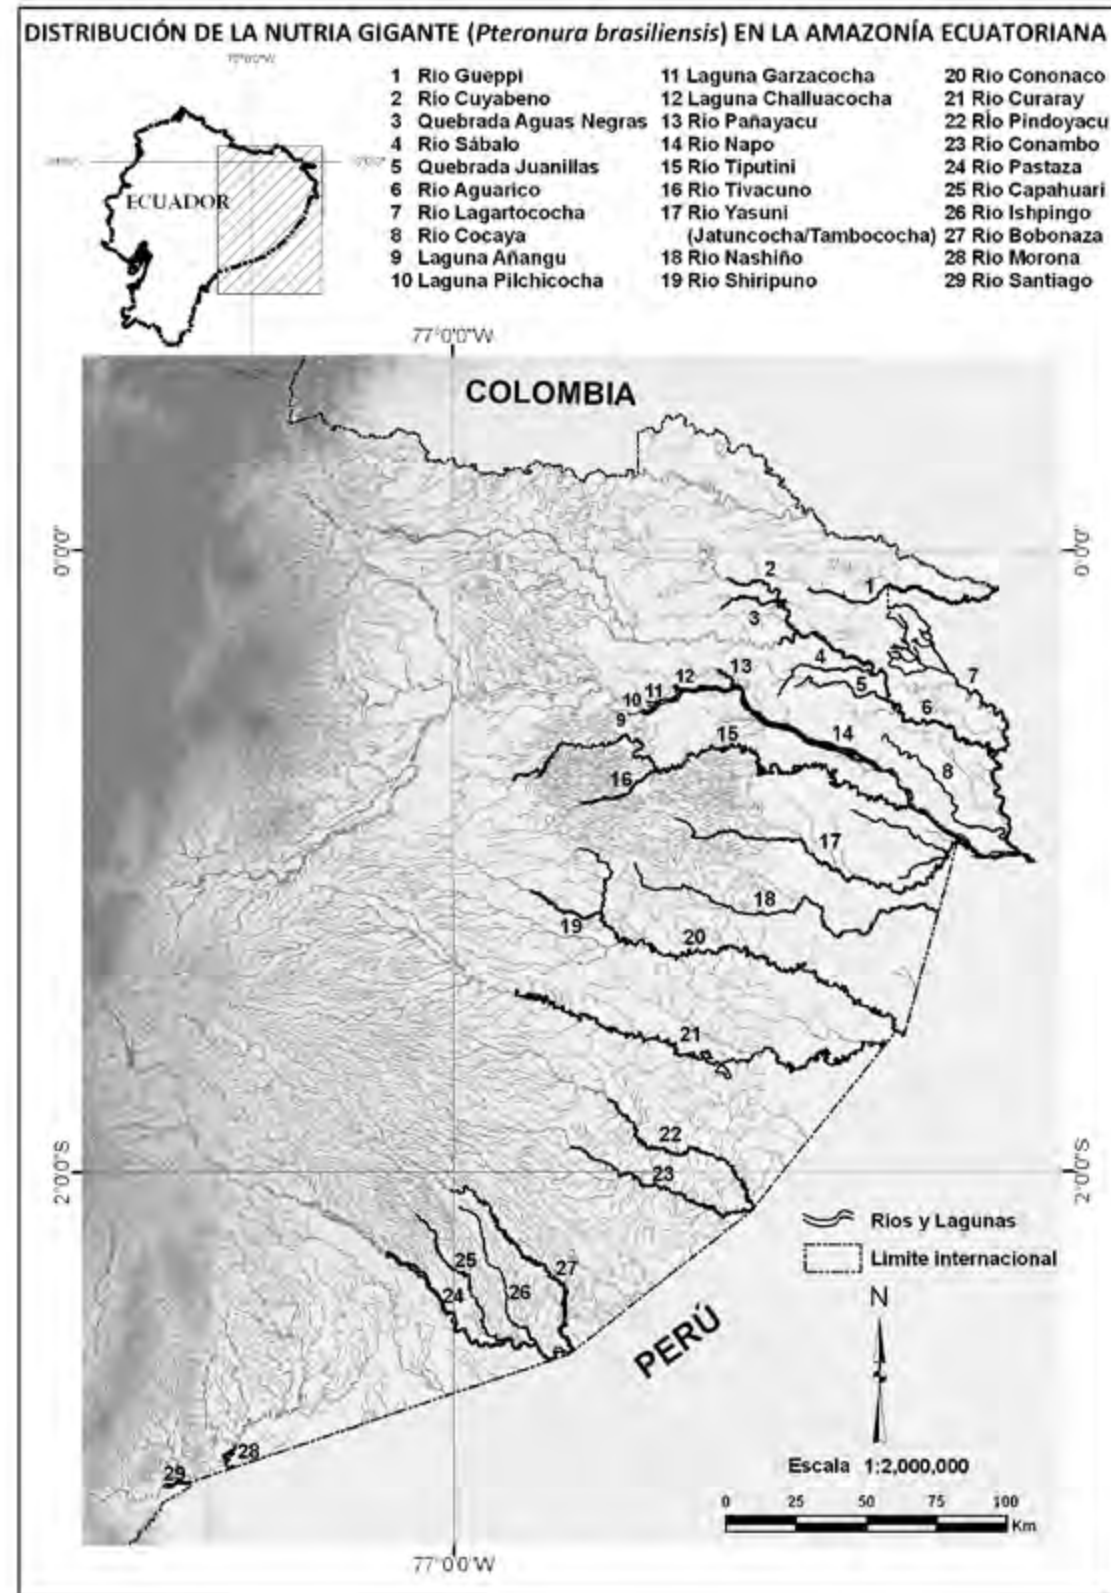 DISTRIBUCIÓN DE LA NUTRIA GIGANTE (Pteronura brasiliensis) EN LA AMAZONÍA ECUATORIANA
ECUADOR
1 Río Gueppi
2 Río Cuyabeno
3 Quebrada Aguas Negras
4 Río Sábalo
5 Quebrada Juanillas
6 Río Aguarico
7 Río Lagartococha
8 Río Cocaya
9 Laguna Añangu
10 Laguna Pilchicocha
11 Laguna Garzacocha
12 Laguna Challuacocha
13 Río Pañayacu
14 Río Napo
15 Río Tiputini
16 Río Tivacuno
17 Río Yasuní
(Jatuncocha/Tambococha)
18 Río Nashiño
19 Río Shiripuno
20 Río Cononaco
21 Río Curaray
22 Río Pindoyacu
23 Río Conambo
24 Río Pastaza
25 Río Capahuari
26 Río Ishpingo
27 Río Bobonaza
28 Río Morona
29 Río Santiago
77°0'0"W
COLOMBIA
0°0'0"
0°0'0"
1
2
3
4
5
6
7
8
9
10
11
12
13
14
15
16
17
18
19
20
21
22
23
24
25
26
27
28
29
2°0'0"S
2°0'0"S
Ríos y Lagunas
Límite internacional
PERÚ
N
Escala 1:2,000,000
0 25 50 75 100
Km
77°0'0"W